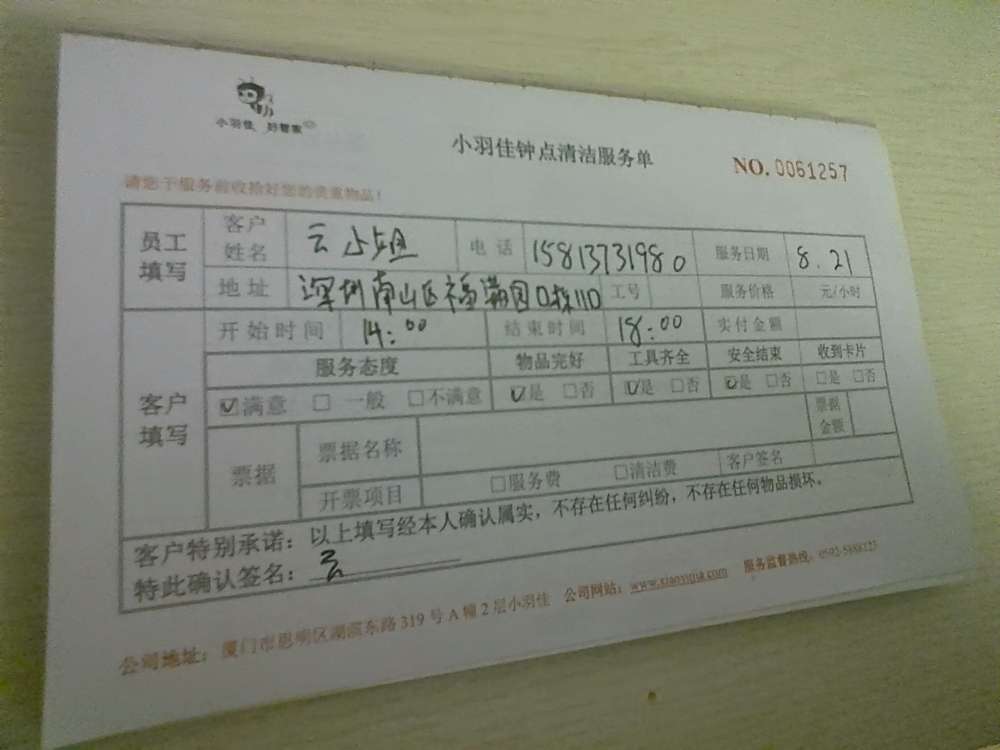 小羽佳 好管家
小羽佳钟点清洁服务单
NO. 0061257
请您于服务前收拾好您的贵重物品!
员工填写 客户姓名 云小姐 电话 15813731980 服务日期 8.21
地址 深圳南山区福满园D栋11D 工号 服务价格 元/小时
客户填写 开始时间 14:00 结束时间 18:00 实付金额
服务态度 物品完好 工具齐全 安全结束 收到卡片
☑满意 □一般 □不满意 ☑是 □否 ☑是 □否 ☑是 □否 □是 □否
票据 票据名称 票据金额
开票项目 □服务费 □清洁费 客户签名
客户特别承诺:以上填写经本人确认属实,不存在任何纠纷,不存在任何物品损坏。
特此确认签名:云
公司地址:厦门市思明区湖滨东路319号A幢2层小羽佳 公司网站:www.xiaoyujia.com 服务监督热线: